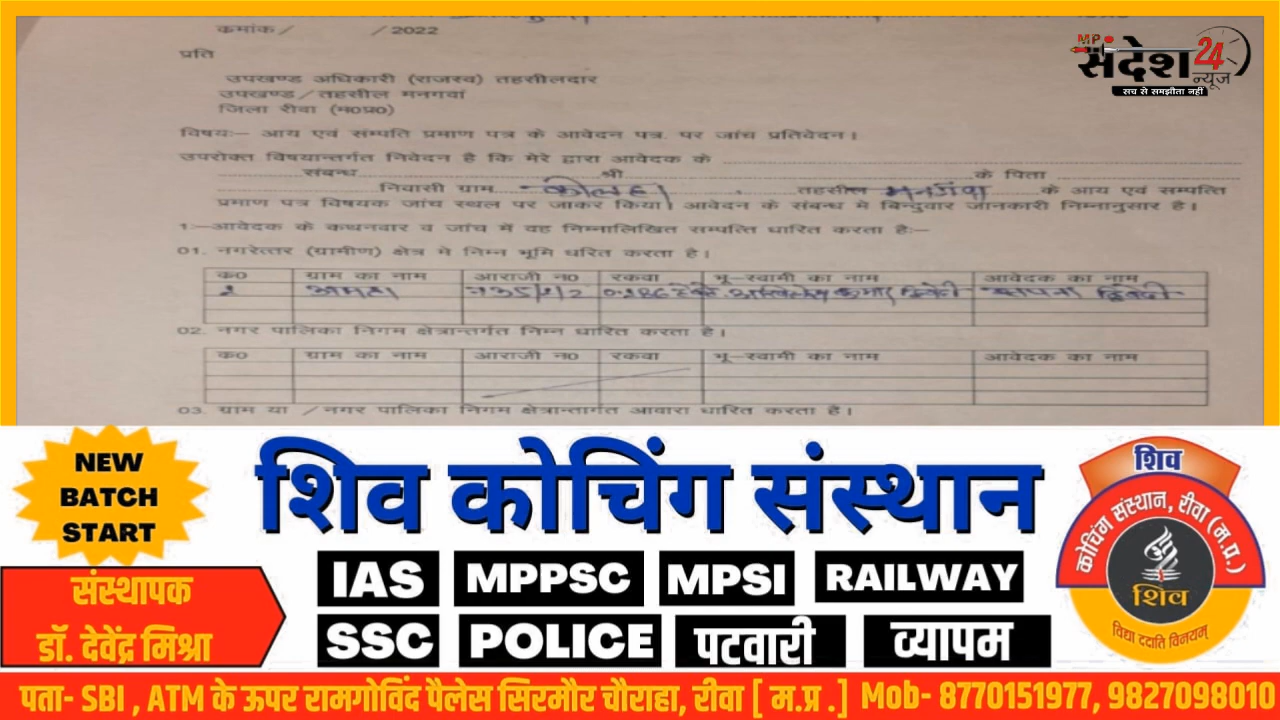 क्रमांक/ /2022
प्रति
उपखण्ड अधिकारी (राजस्व) तहसीलदार
उपखण्ड/तहसील मनगवां
जिला रीवा (म0प्र0)
विषयः– आय एवं सम्पति प्रमाण पत्र के आवेदन पत्र. पर जांच प्रतिवेदन।
उपरोक्त विषयान्तर्गत निवेदन है कि मेरे द्वारा आवेदक के
संबन्ध श्री के पिता
निवासी ग्राम तहसील मनगंवा के आय एवं सम्पत्ति
प्रमाण पत्र विषयक जांच स्थल पर जाकर किया। आवेदन के संबन्ध मे बिन्दुवार जानकारी निम्नानुसार है।
1:–आवेदक के कथनवार व जांच में वह निम्नालिखित सम्पत्ति धारित करता हैः–
01. नगरेत्तर (ग्रामीण) क्षेत्र मे निम्न भूमि धरित करता है।
क0 ग्राम का नाम आराजी न0 रकवा भू–स्वामी का नाम आवेदक का नाम
द्विवेदी
02. नगर पालिका निगम क्षेत्रान्तर्गत निम्न धारित करता है।
क0 ग्राम का नाम आराजी न0 रकवा भू–स्वामी का नाम आवेदक का नाम
03. ग्राम या / नगर पालिका निगम क्षेत्रान्तार्गत आवारा धारित करता है।
MP
संदेश 24
न्यूज
सच से समझौता नहीं
NEW
BATCH
START
शिव कोचिंग संस्थान
IAS MPPSC MPSI RAILWAY
SSC POLICE पटवारी व्यापम
संस्थापक
डॉ. देवेंद्र मिश्रा
शिव
कोचिंग संस्थान, रीवा (म.प्र.)
शिव
विद्या ददाति विनयम्
पता- SBI , ATM के ऊपर रामगोविंद पैलेस सिरमौर चौराहा, रीवा [ म.प्र .] Mob- 8770151977, 9827098010